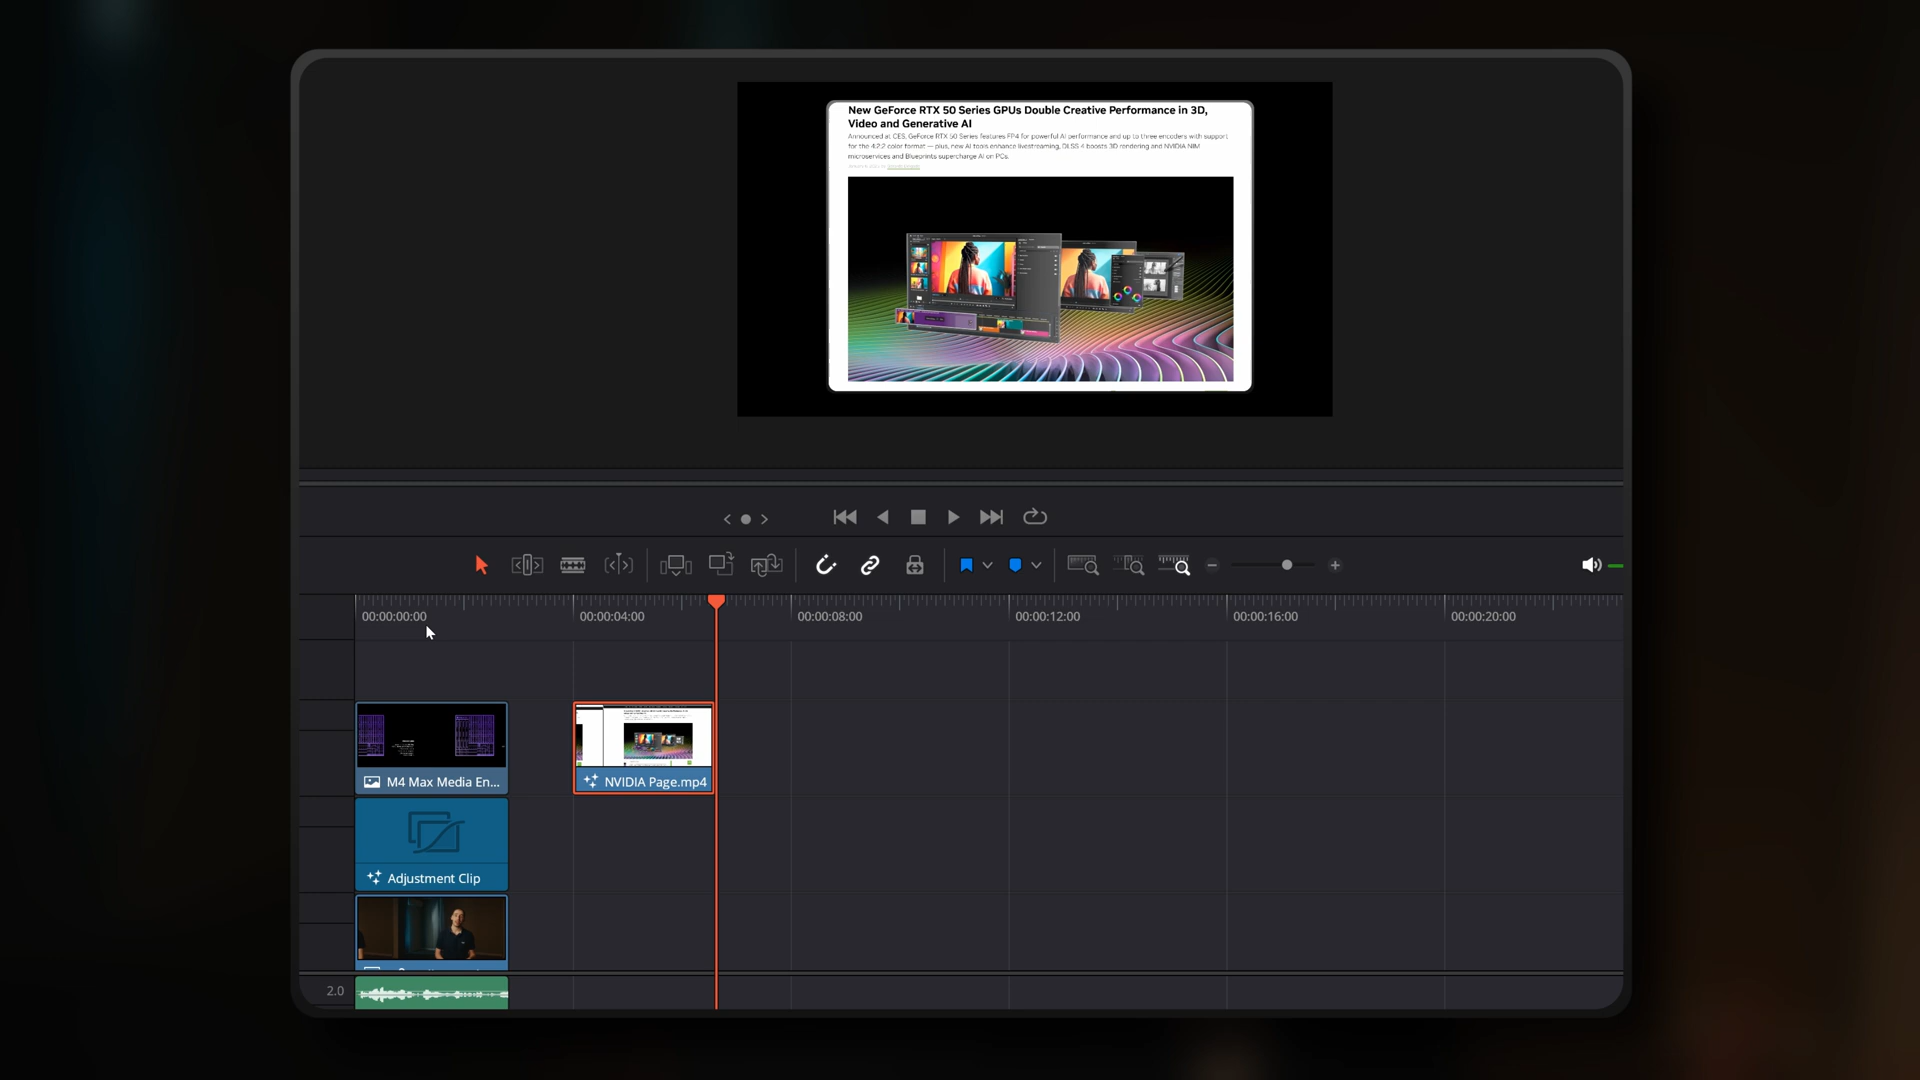 New GeForce RTX 50 Series GPUs Double Creative Performance in 3D,
Video and Generative AI
Announced at CES, GeForce RTX 50 Series features FP4 for powerful AI performance and up to three encoders with support
for the 4:2:2 color format — plus, new AI tools enhance livestreaming, DLSS 4 boosts 3D rendering and NVIDIA NIM
microservices and Blueprints supercharge AI on PCs.
00:00:00:00
00:00:04:00
00:00:08:00
00:00:12:00
00:00:16:00
00:00:20:00
M4 Max Media En...
NVIDIA Page.mp4
Adjustment Clip
2.0